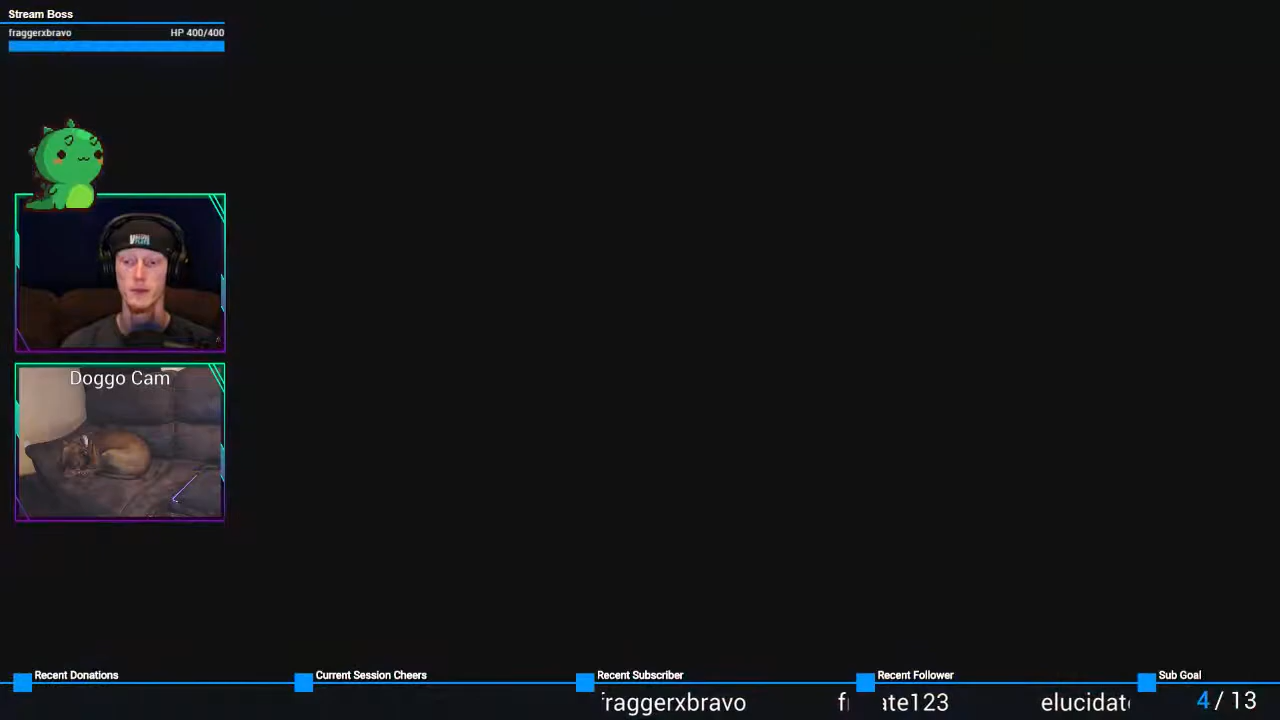 Stream Boss
fraggerxbravo HP 400/400
Doggo Cam
Recent Donations
Current Session Cheers
Recent Subscriber
fraggerxbravo
Recent Follower
ate123
elucidat
Sub Goal
4 / 13